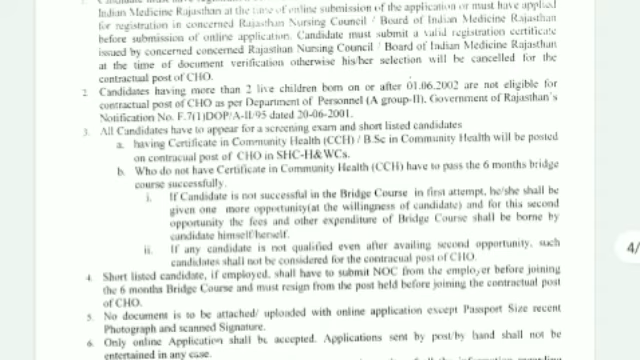 Indian Medicine Rajasthan at the time of online submission of the application or must have applied
for registration in concerned Rajasthan Nursing Council / Board of Indian Medicine Rajasthan
before submission of online application. Candidate must submit a valid registration certificate
issued by concerned concerned Rajasthan Nursing Council / Board of Indian Medicine Rajasthan
at the time of document verification otherwise his/her selection will be cancelled for the
contractual post of CHO.
2. Candidates having more than 2 live children born on or after 01.06.2002 are not eligible for
contractual post of CHO as per Department of Personnel (A group-II), Government of Rajasthan's
Notification No. F.7(1)DOP/A-II/95 dated 20-06-2001.
3. All Candidates have to appear for a screening exam and short listed candidates
a. having Certificate in Community Health (CCH) / B.Sc in Community Health will be posted
on contractual post of CHO in SHC-H&WCs.
b. Who do not have Certificate in Community Health (CCH) have to pass the 6 months bridge
course successfully.
i. If Candidate is not successful in the Bridge Course in first attempt, he/she shall be
given one more opportunity(at the willingness of candidate) and for this second
opportunity the fees and other expenditure of Bridge Course shall be borne by
candidate himself/herself.
ii. If any candidate is not qualified even after availing second opportunity, such
candidates shall not be considered for the contractual post of CHO.
4. Short listed candidate, if employed, shall have to submit NOC from the employer before joining
the 6 months Bridge Course and must resign from the post held before joining the contractual post
of CHO.
5. No document is to be attached/ uploaded with online application except Passport Size recent
Photograph and scanned Signature.
6. Only online Application shall be accepted. Applications sent by post/by hand shall not be
entertained in any case.
4/